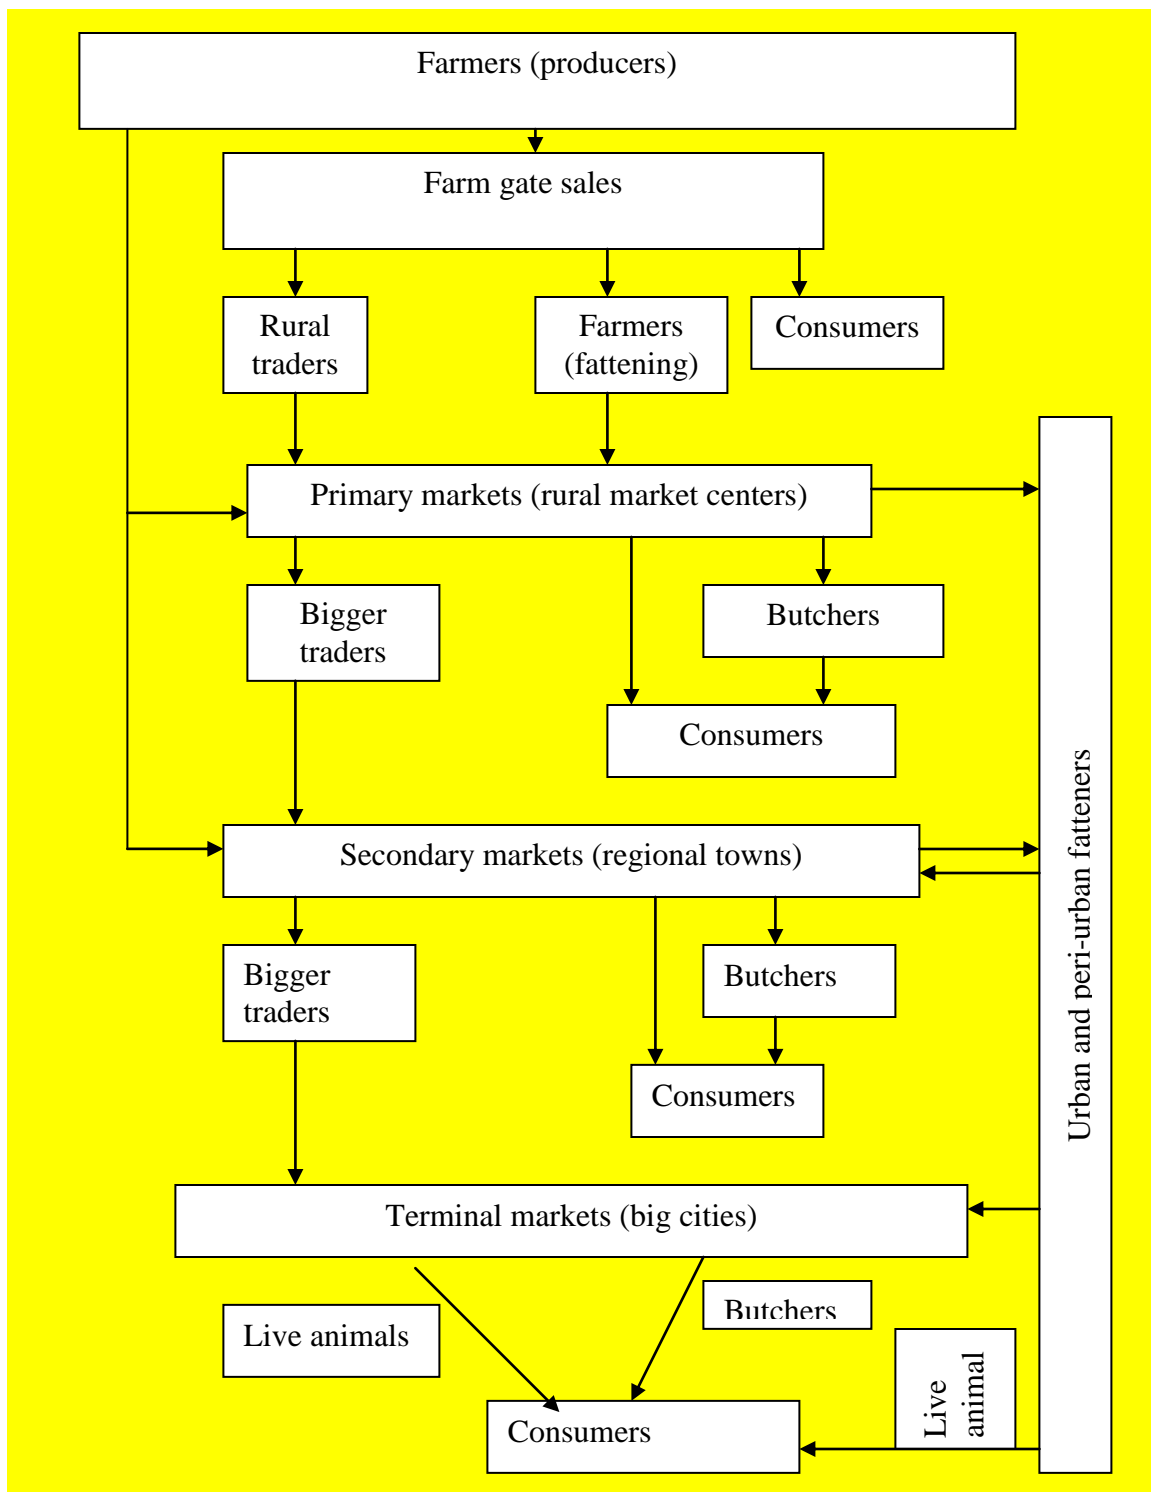 Farmers (producers)
Farm gate sales
Rural
traders
Farmers
(fattening)
Consumers
Primary markets (rural market centers)
Bigger
traders
Butchers
Consumers
Secondary markets (regional towns)
Bigger
traders
Butchers
Consumers
Urban and peri-urban fatteners
Terminal markets (big cities)
Live animals
Butchers
Live
animal
Consumers